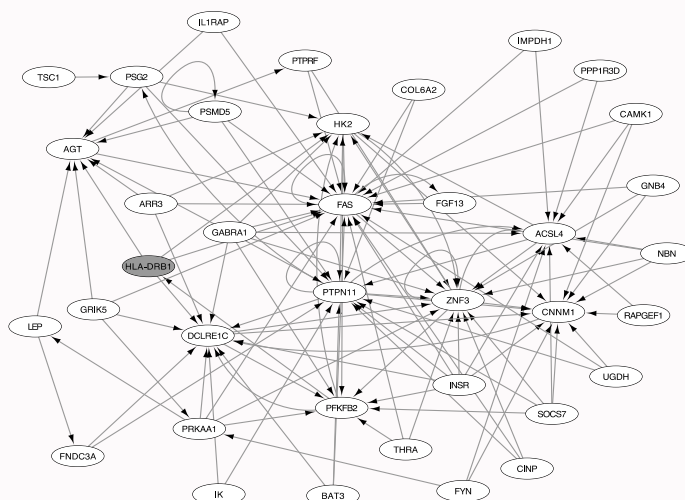 IL1RAP
IMPDH1
PTPRF
TSC1
PSG2
PPP1R3D
COL6A2
PSMD5
CAMK1
HK2
AGT
GNB4
ARR3
FAS
FGF13
GABRA1
ACSL4
NBN
HLA-DRB1
PTPN11
ZNF3
GRIK5
CNNM1
RAPGEF1
LEP
DCLRE1C
UGDH
INSR
PFKFB2
SOCS7
PRKAA1
THRA
FNDC3A
CINP
FYN
IK
BAT3